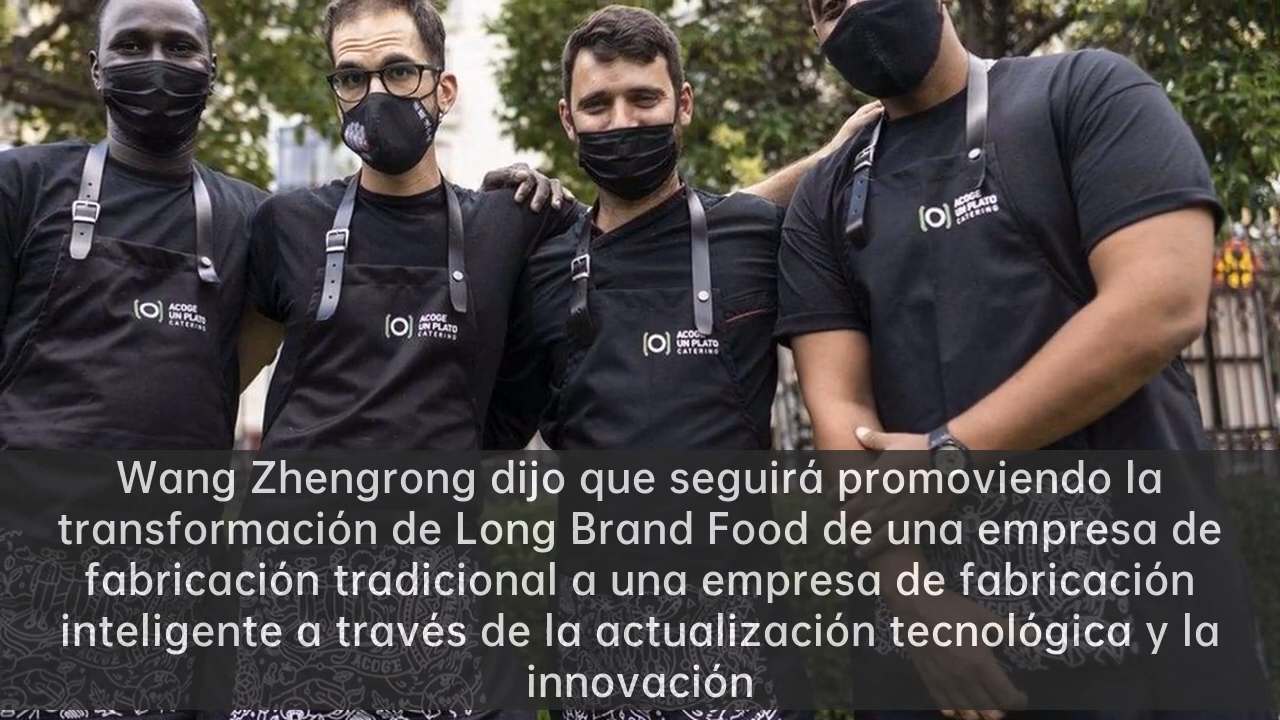 ACOGE
UN PLATO
CATERING
ACOGE
UN PLATO
CATERING
ACOGE
UN PLATO
CATERING
ACOGE
UN PLATO
CATERING
Wang Zhengrong dijo que seguirá promoviendo la
transformación de Long Brand Food de una empresa de
fabricación tradicional a una empresa de fabricación
inteligente a través de la actualización tecnológica y la
innovación
ACOGE